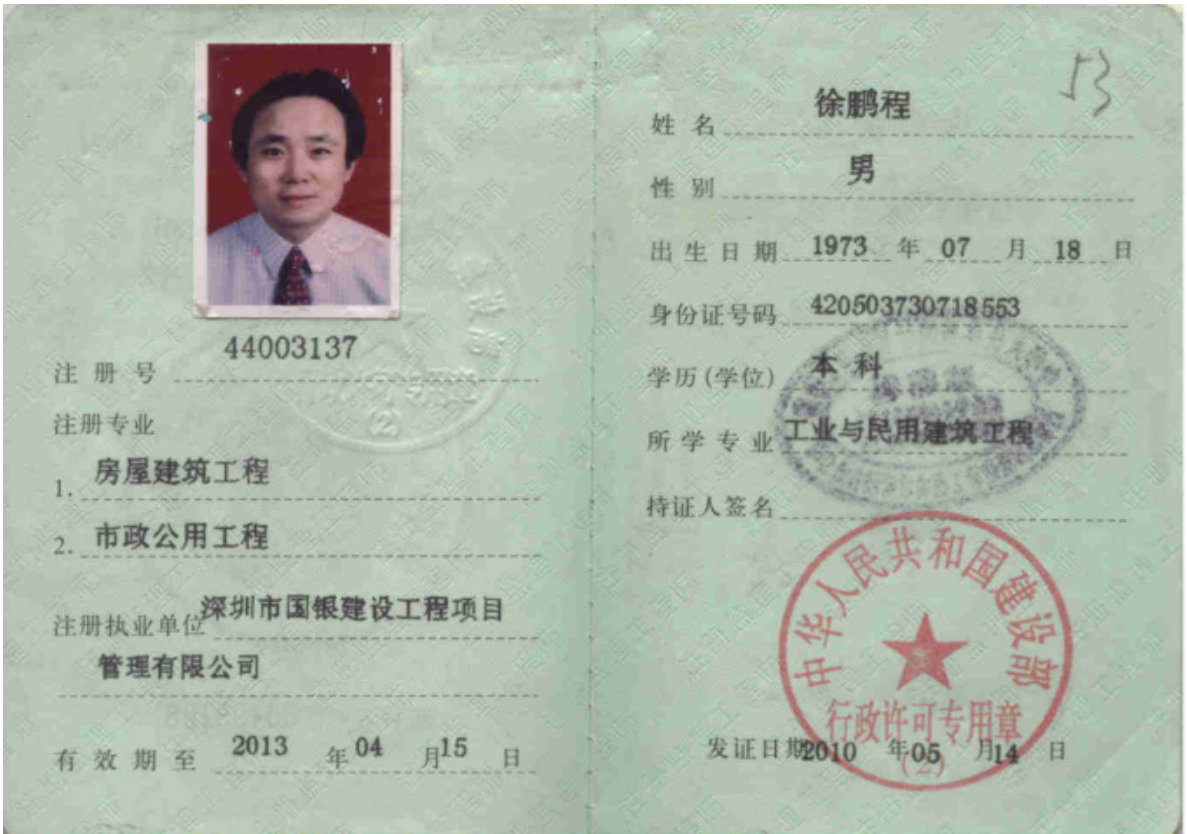 44003137
注册号
注册专业
1. 房屋建筑工程
2. 市政公用工程
注册执业单位 深圳市国银建设工程项目
管理有限公司
有效期至 2013 年 04 月 15 日
53
姓名 徐鹏程
性别 男
出生日期 1973 年 07 月 18 日
身份证号码 420503730718553
学历(学位) 本科
所学专业 工业与民用建筑工程
持证人签名
中华人民共和国建设部
行政许可专用章
(2)
发证日期 2010 年 05 月 14 日